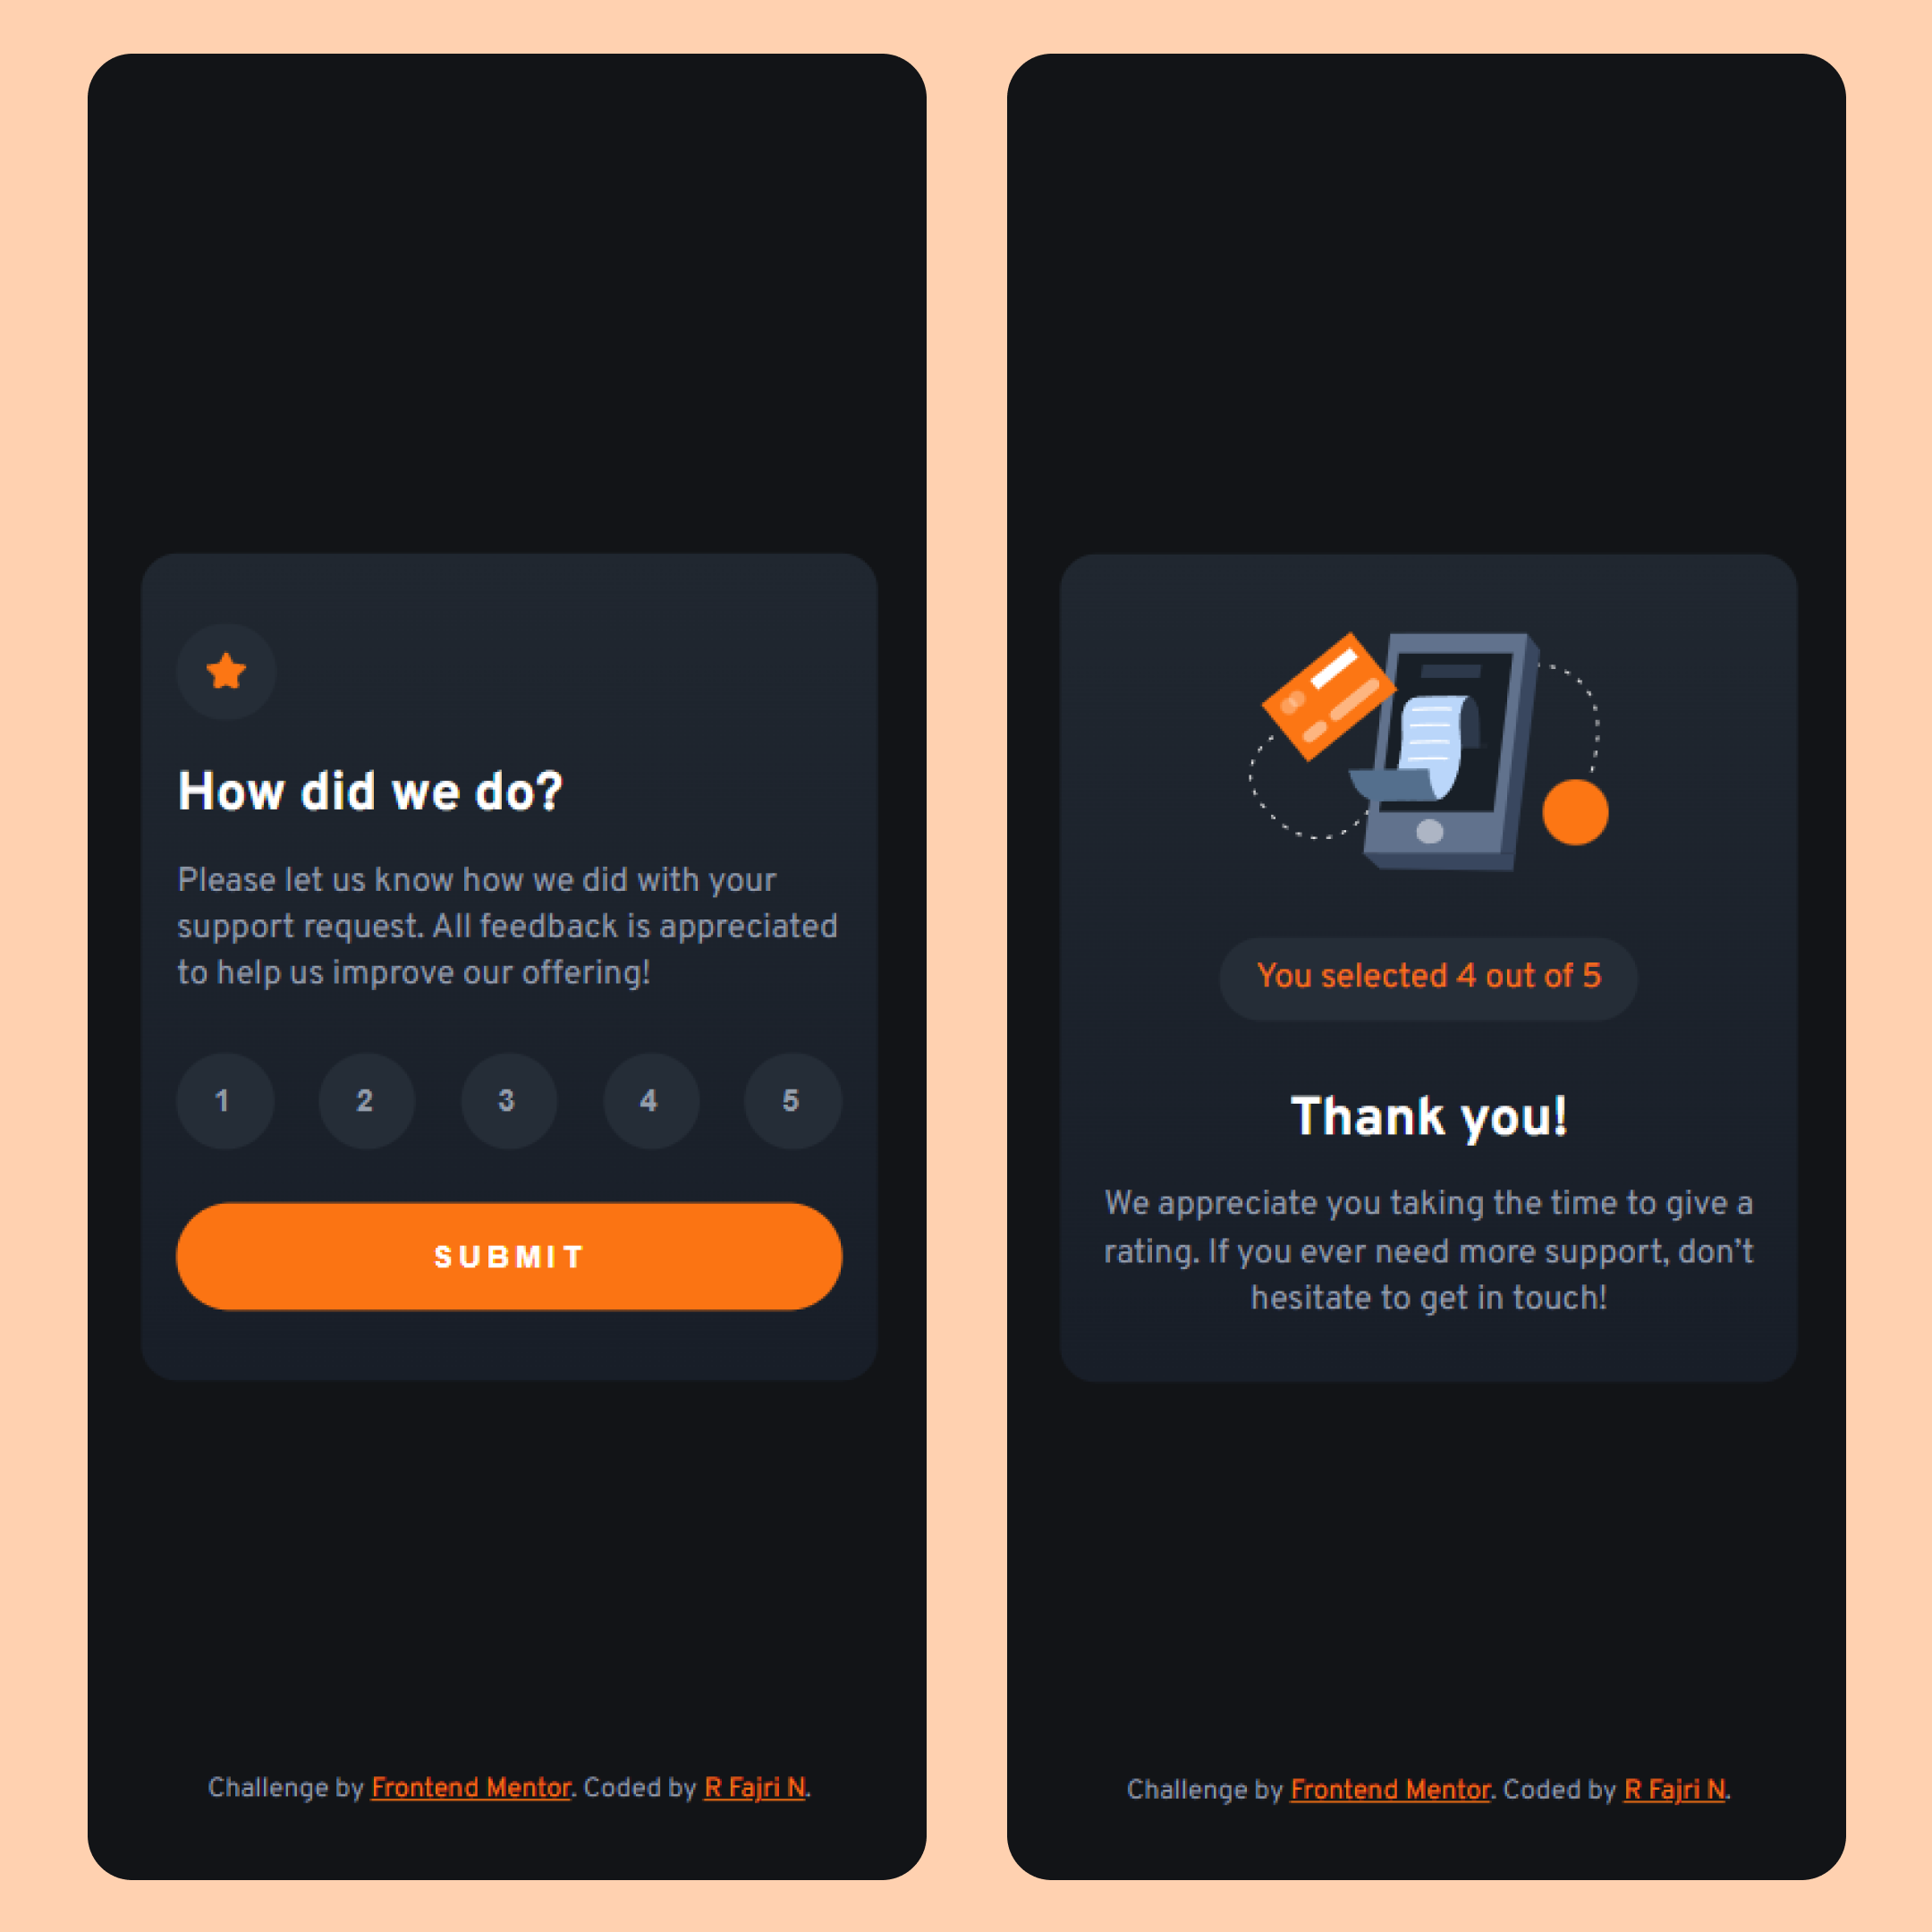 How did we do?
Please let us know how we did with your
support request. All feedback is appreciated
to help us improve our offering!
1 2 3 4 5
SUBMIT
Challenge by Frontend Mentor. Coded by R Fajri N.
You selected 4 out of 5
Thank you!
We appreciate you taking the time to give a
rating. If you ever need more support, don’t
hesitate to get in touch!
Challenge by Frontend Mentor. Coded by R Fajri N.